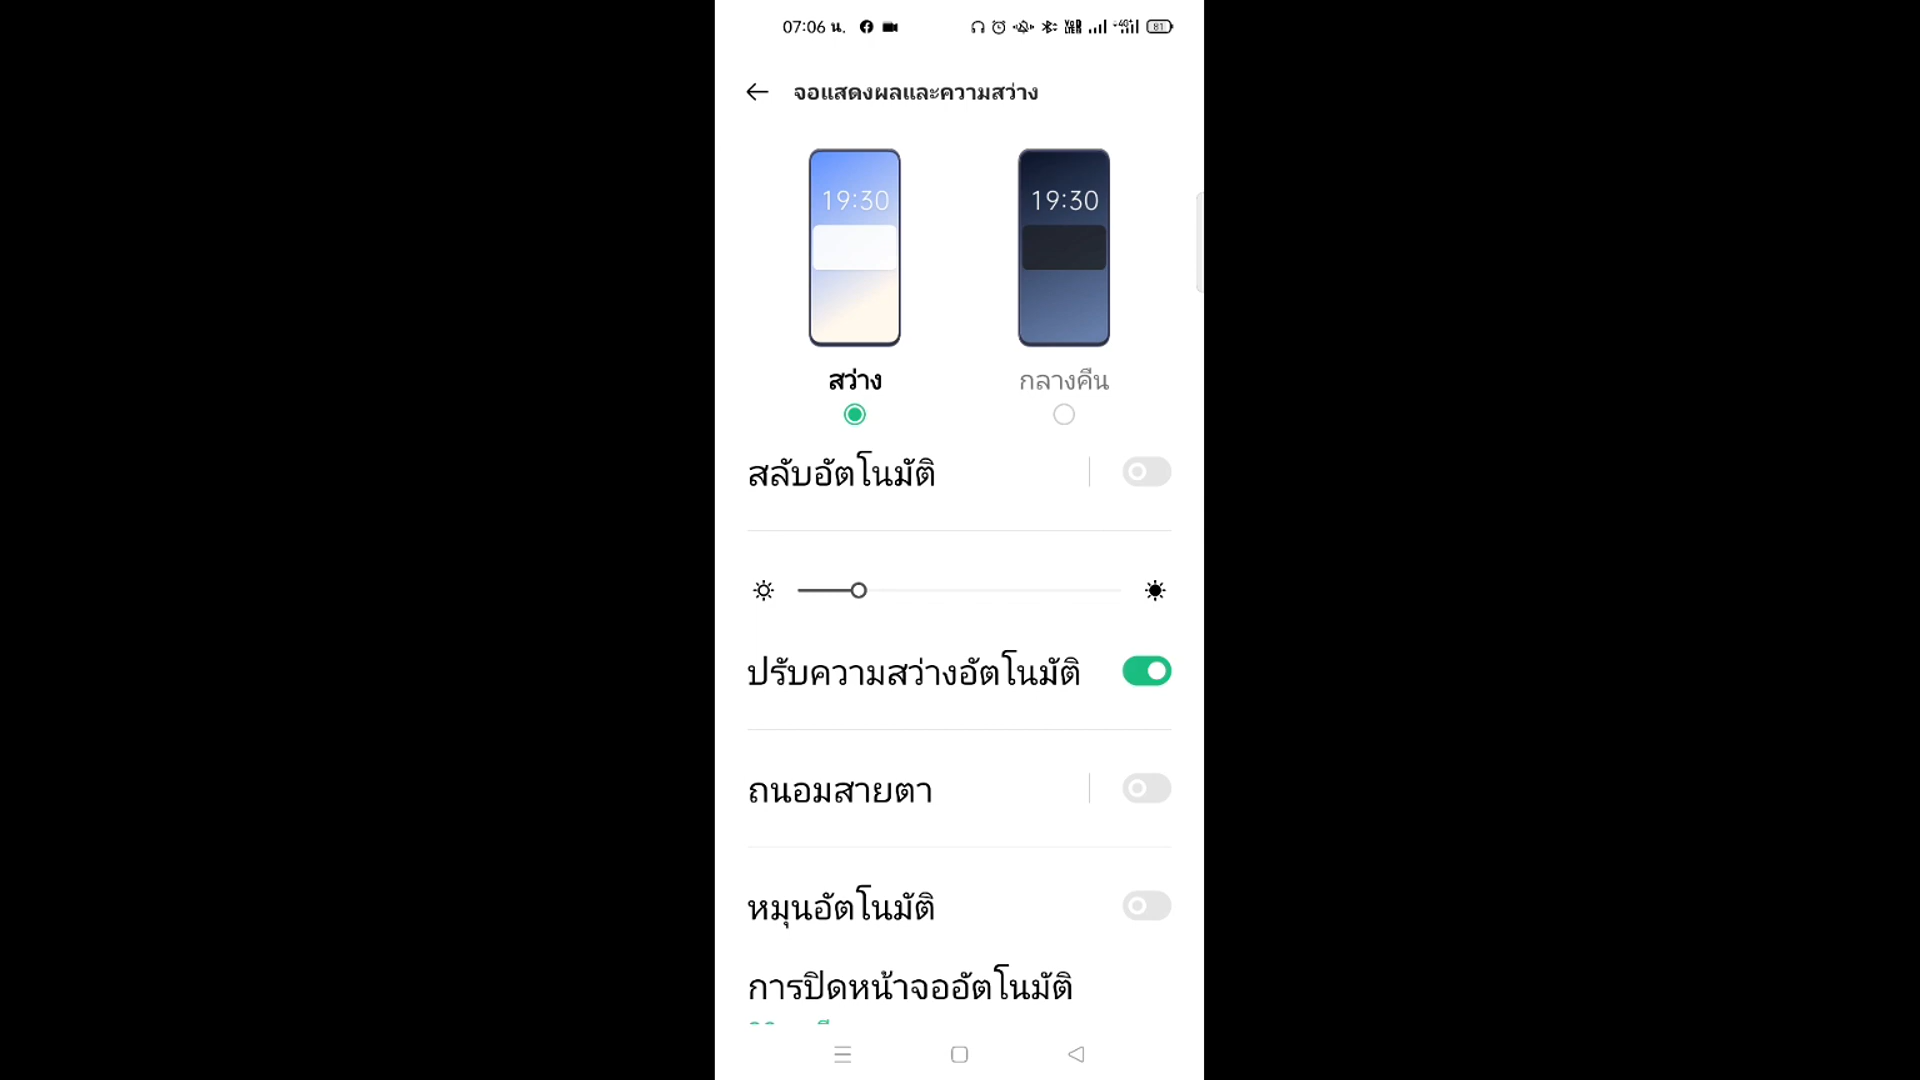 07:06 น.
81
จอแสดงผลและความสว่าง
19:30 19:30
สว่าง กลางคืน
สลับอัตโนมัติ
ปรับความสว่างอัตโนมัติ
ถนอมสายตา
หมุนอัตโนมัติ
การปิดหน้าจออัตโนมัติ